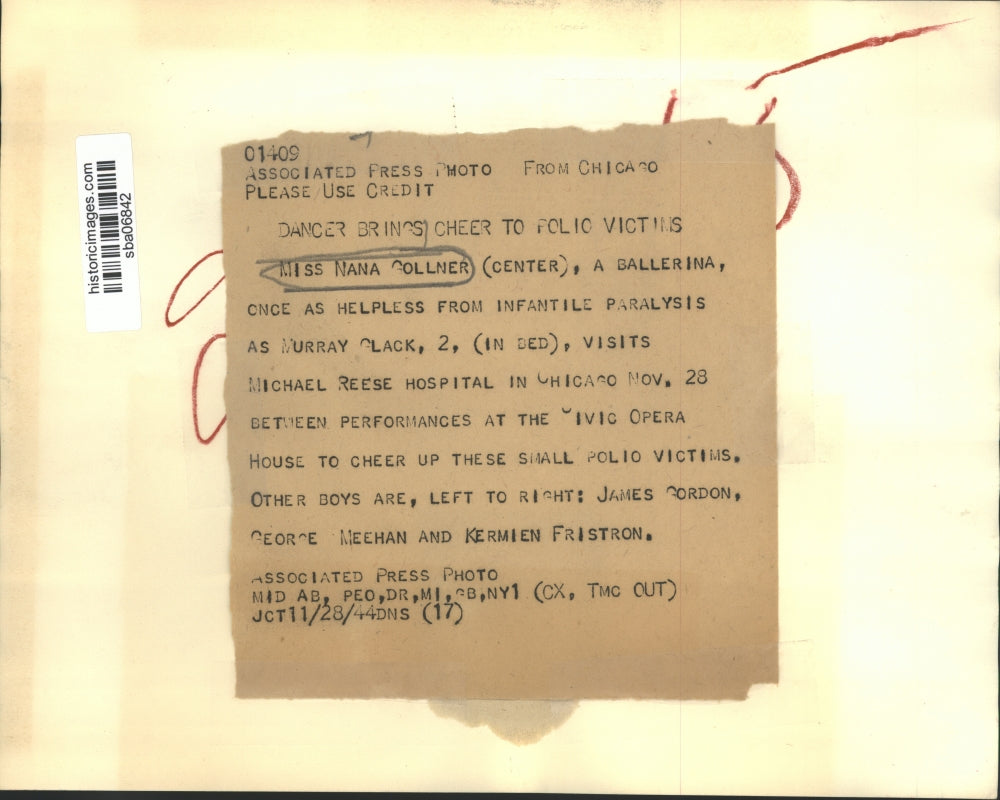 historicimages.com
sba06842
01409
ASSOCIATED PRESS PHOTO FROM CHICAGO
PLEASE USE CREDIT
DANCER BRINGS CHEER TO POLIO VICTIMS
MISS NANA GOLLNER (CENTER), A BALLERINA,
ONCE AS HELPLESS FROM INFANTILE PARALYSIS
AS MURRAY CLACK, 2, (IN BED), VISITS
MICHAEL REESE HOSPITAL IN CHICAGO NOV. 28
BETWEEN PERFORMANCES AT THE CIVIC OPERA
HOUSE TO CHEER UP THESE SMALL POLIO VICTIMS.
OTHER BOYS ARE, LEFT TO RIGHT: JAMES GORDON,
GEORGE MEEHAN AND KERMIEN FRISTRON.
ASSOCIATED PRESS PHOTO
MID AB, PEO,DR,MI,GB,NY1 (CX, TMC OUT)
JCT11/28/44DNS (17)